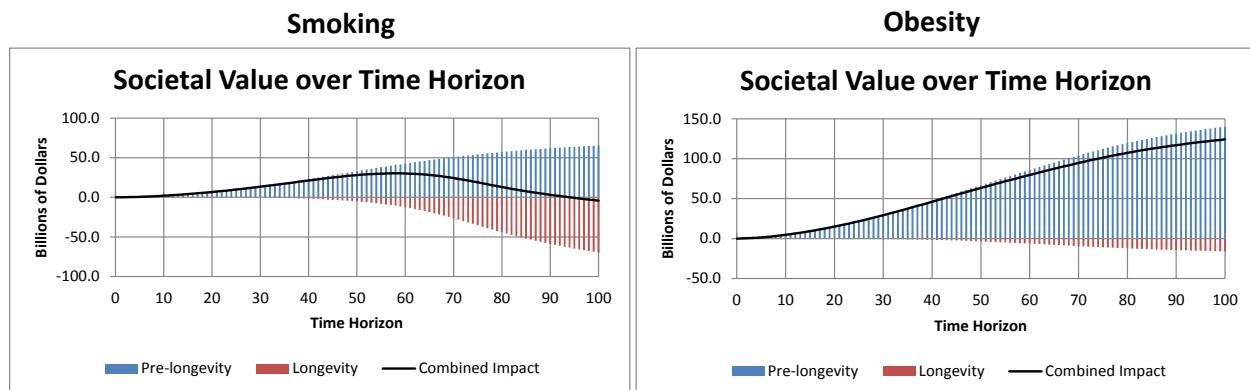 Smoking
Societal Value over Time Horizon
Billions of Dollars
100.0
50.0
0.0
-50.0
-100.0
0 10 20 30 40 50 60 70 80 90 100
Time Horizon
Pre-longevity Longevity Combined Impact
Obesity
Societal Value over Time Horizon
Billions of Dollars
150.0
100.0
50.0
0.0
-50.0
0 10 20 30 40 50 60 70 80 90 100
Time Horizon
Pre-longevity Longevity Combined Impact